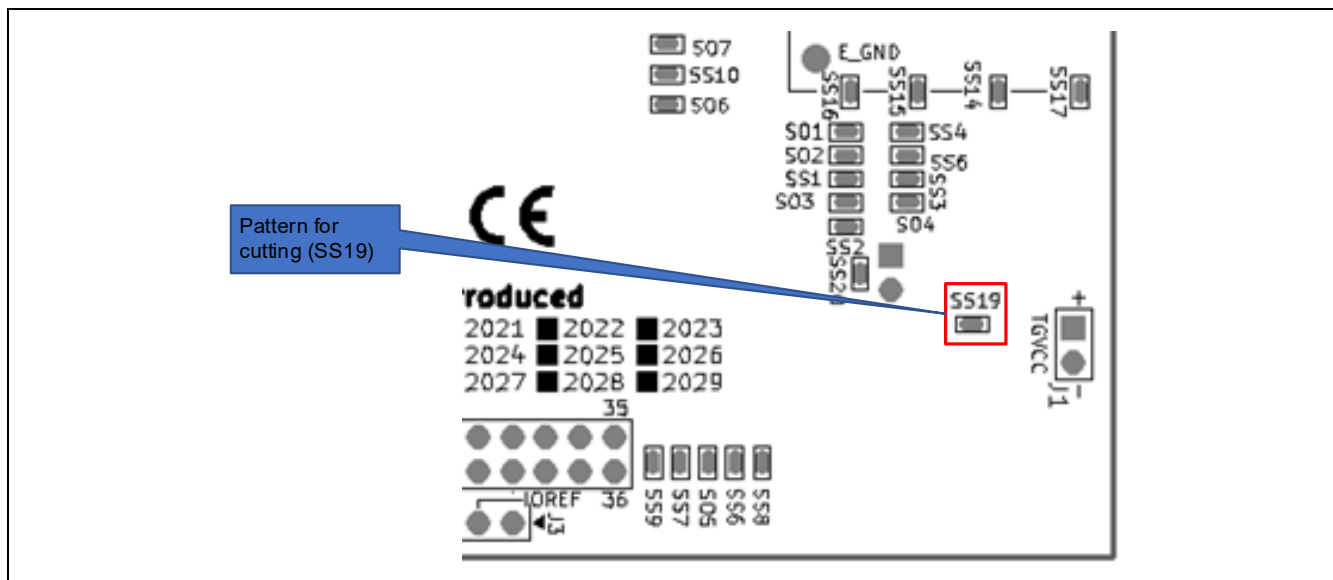 SO7
SS10
SO6
E_GND
SS16
SS15
SS14
SS17
SO1
SS4
SO2
SS6
SS1
SS3
SO3
SO4
SS2
SS20
CE
Pattern for
cutting (SS19)
roduced
2021 2022 2023
2024 2025 2026
2027 2028 2029
SS19
+
TGVCC
-
J1
35
36
IOREF
J3
SS9
SS7
SO5
SS6
SS8